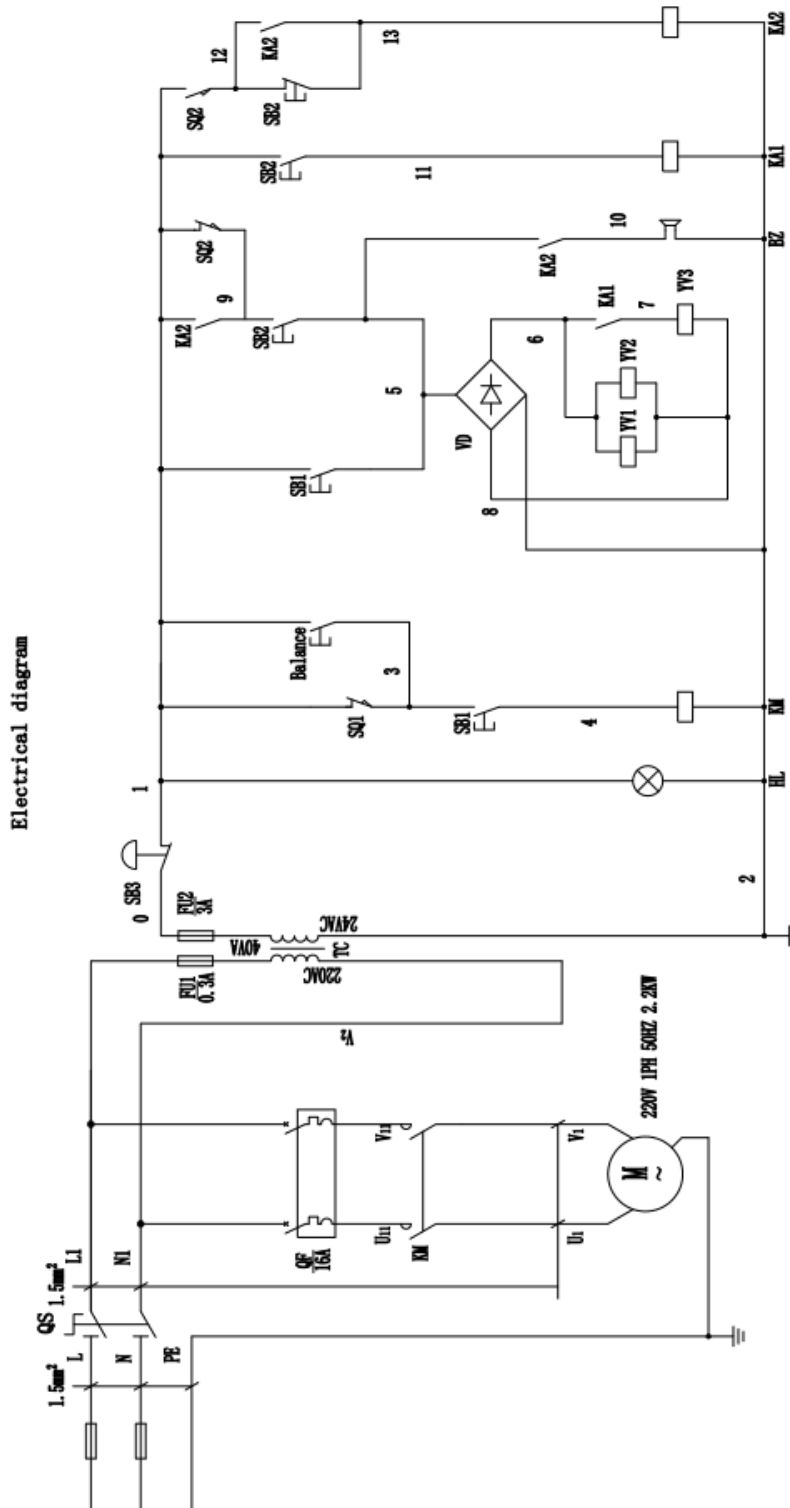 Electrical diagram
1.5mm²
QS
1.5mm²
L
L1
N
N1
PE
QF
16A
U11
V11
KM
U1
V1
M
~
220V 1PH 50HZ 2.2KW
V2
FU1
0.3A
FU2
3A
220AC
40VA
TC
24VAC
0
SB3
1
2
HL
SQ1
Balance
3
SB1
4
KM
SB1
5
VD
8
6
YV1
YV2
KA1
7
YV3
KA2
9
SQ2
SB2
KA2
10
BZ
SB2
11
KA1
SQ2
12
KA2
SB2
13
KA2